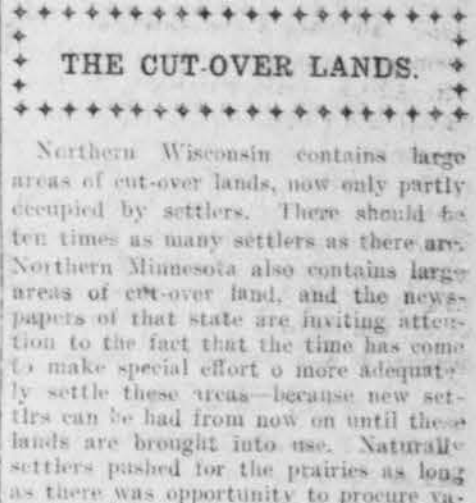 THE CUT-OVER LANDS.
Northern Wisconsin contains large
areas of cut-over lands, now only partly
occupied by settlers. There should be
ten times as many settlers as there are.
Northern Minnesota also contains large
areas of cut-over land, and the news-
papers of that state are inviting atten-
tion to the fact that the time has come
to make special effort o more adequate
ly settle these areas—because new set-
tlrs can be had from now on until these
lands are brought into use. Naturally
settlers pushed for the prairies as long
as there was opportunity to procure va-